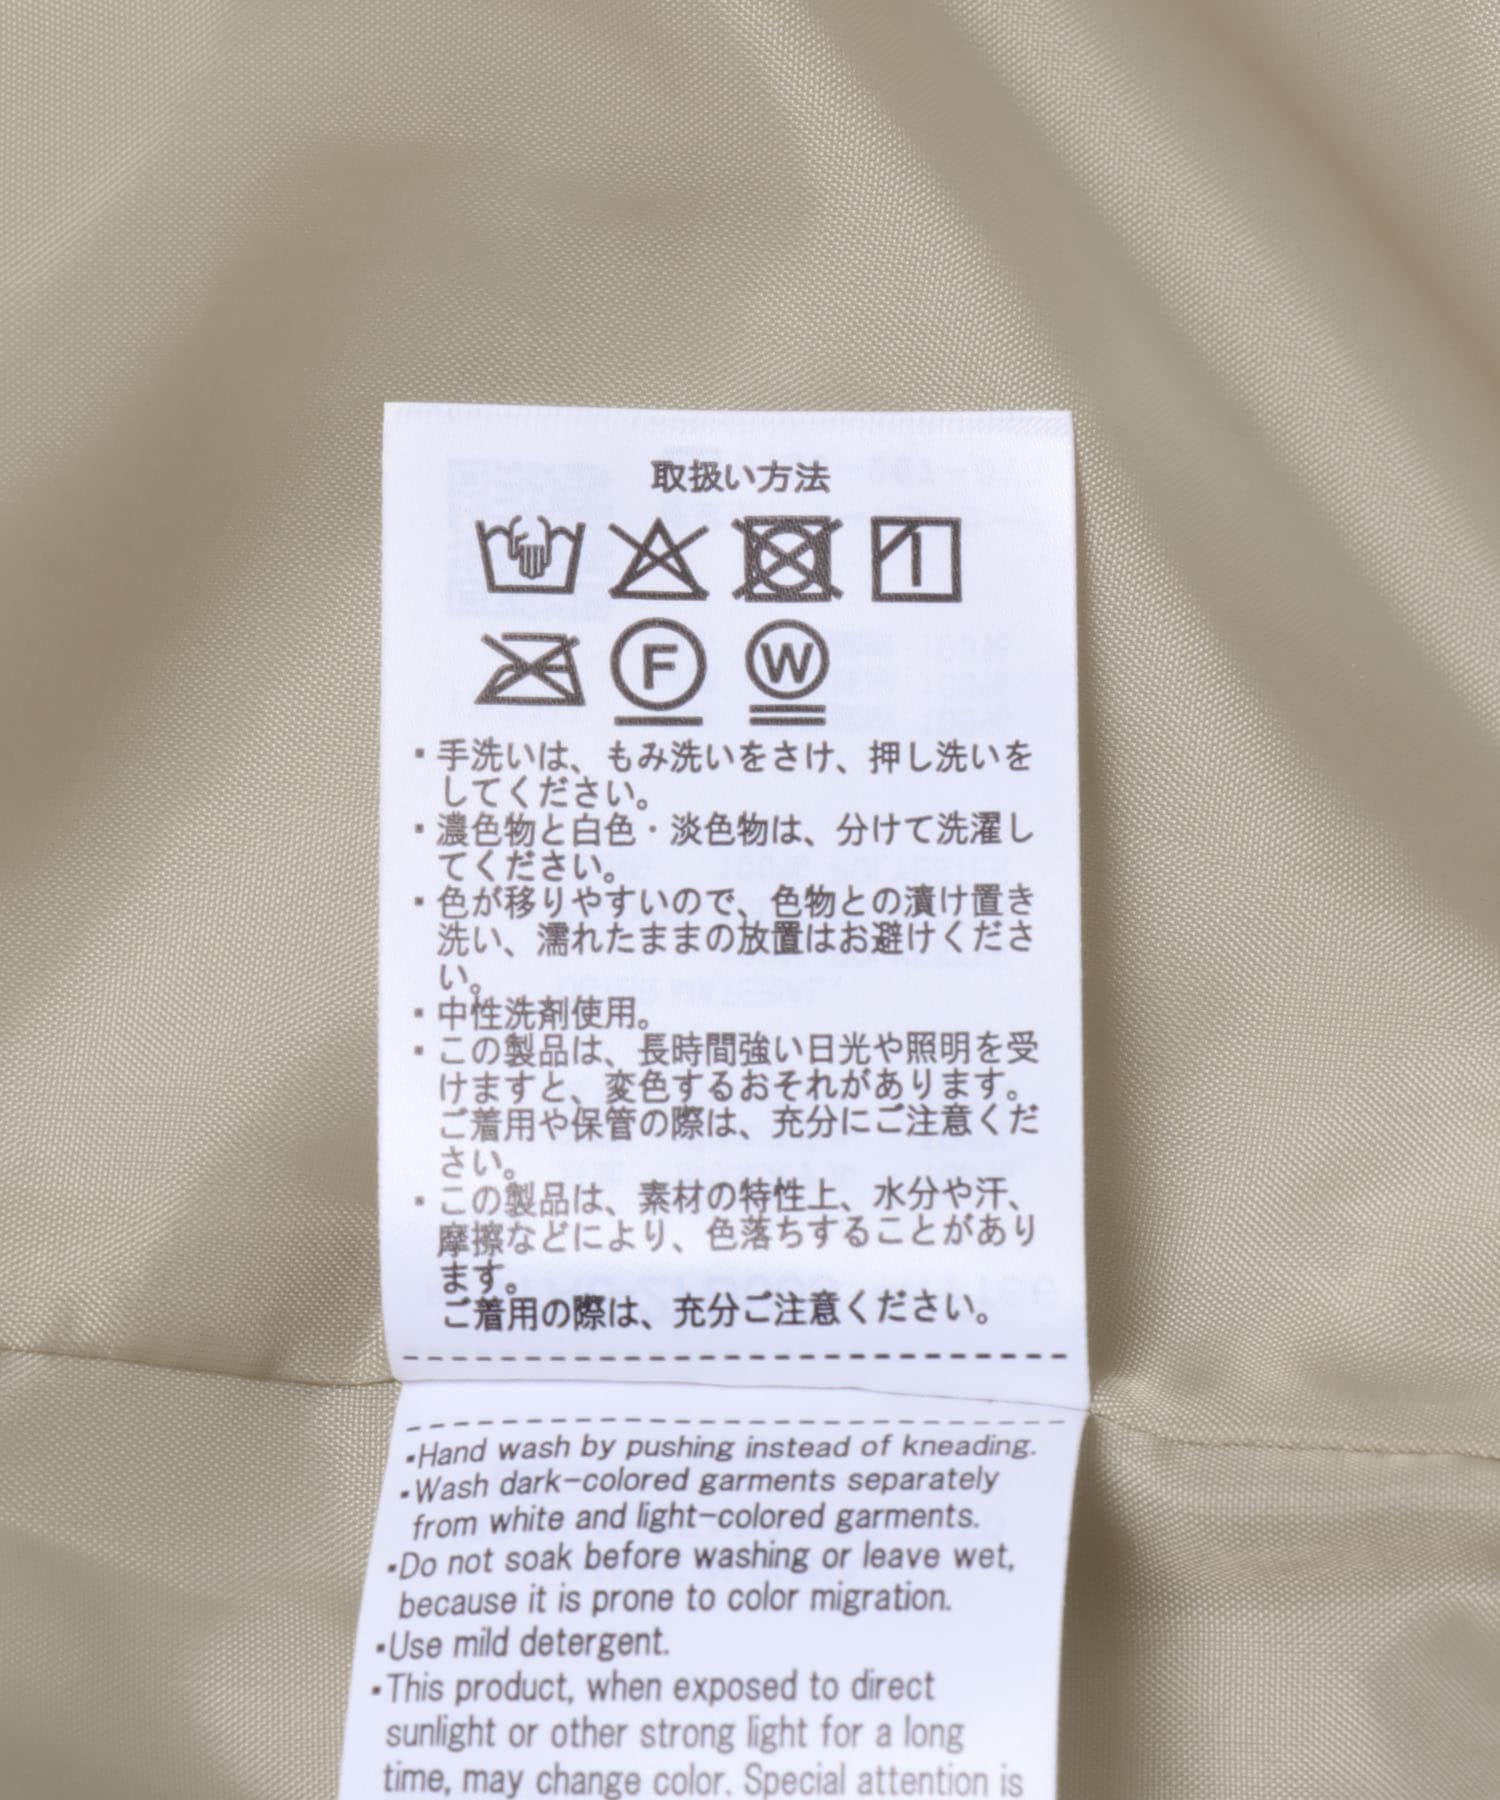 取扱い方法
F W
・手洗いは、もみ洗いをさけ、押し洗いを
してください。
・濃色物と白色・淡色物は、分けて洗濯し
てください。
・色が移りやすいので、色物との漬け置き
洗い、濡れたままの放置はお避けくださ
い。
・中性洗剤使用。
・この製品は、長時間強い日光や照明を受
けますと、変色するおそれがあります。
ご着用や保管の際は、充分にご注意くだ
さい。
・この製品は、素材の特性上、水分や汗、
摩擦などにより、色落ちすることがあり
ます。
ご着用の際は、充分ご注意ください。
・Hand wash by pushing instead of kneading.
・Wash dark-colored garments separately
from white and light-colored garments.
・Do not soak before washing or leave wet,
because it is prone to color migration.
・Use mild detergent.
・This product, when exposed to direct
sunlight or other strong light for a long
time, may change color. Special attention is